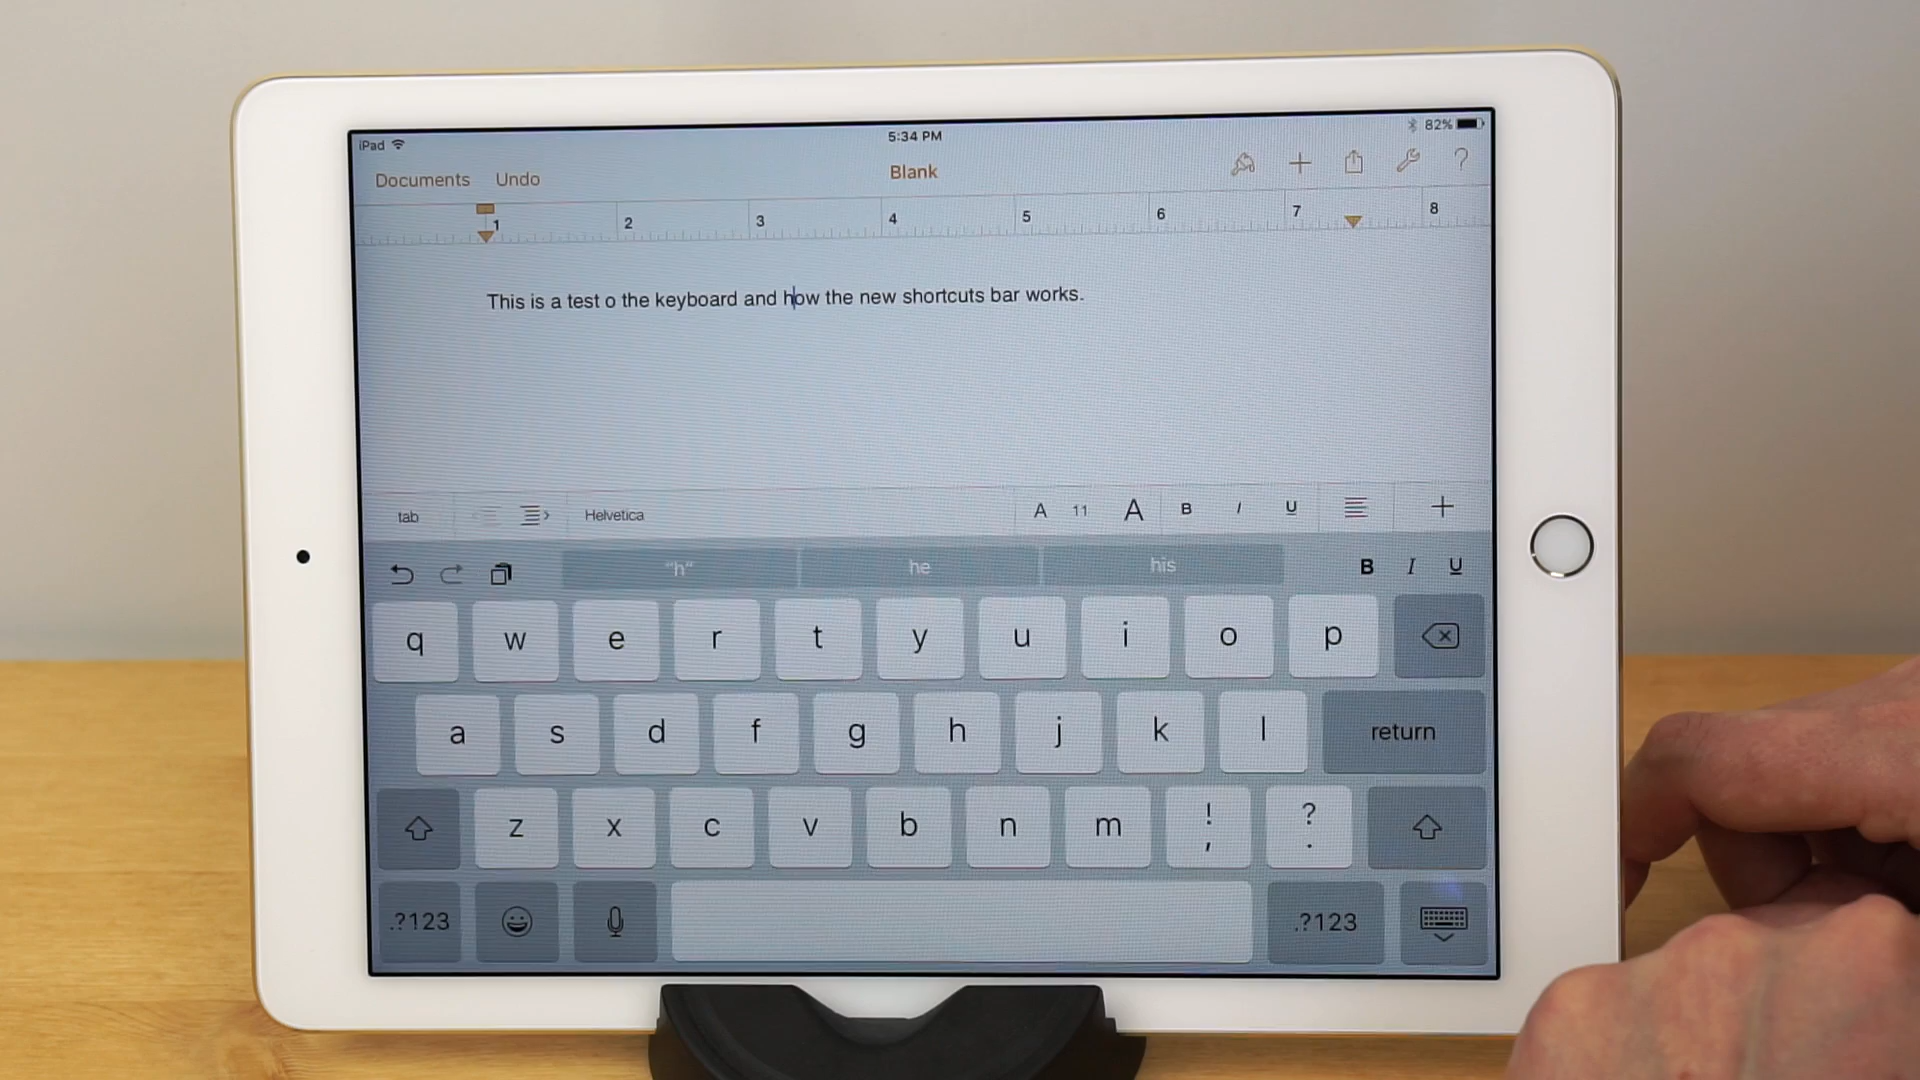 iPad 5:34 PM 82%
Documents Undo Blank ?
1 2 3 4 5 6 7 8
This is a test o the keyboard and how the new shortcuts bar works.
tab Helvetica A 11 A B I U
"h" he his B I U
q w e r t y u i o p
a s d f g h j k l return
z x c v b n m ! , ? .
.?123 .?123